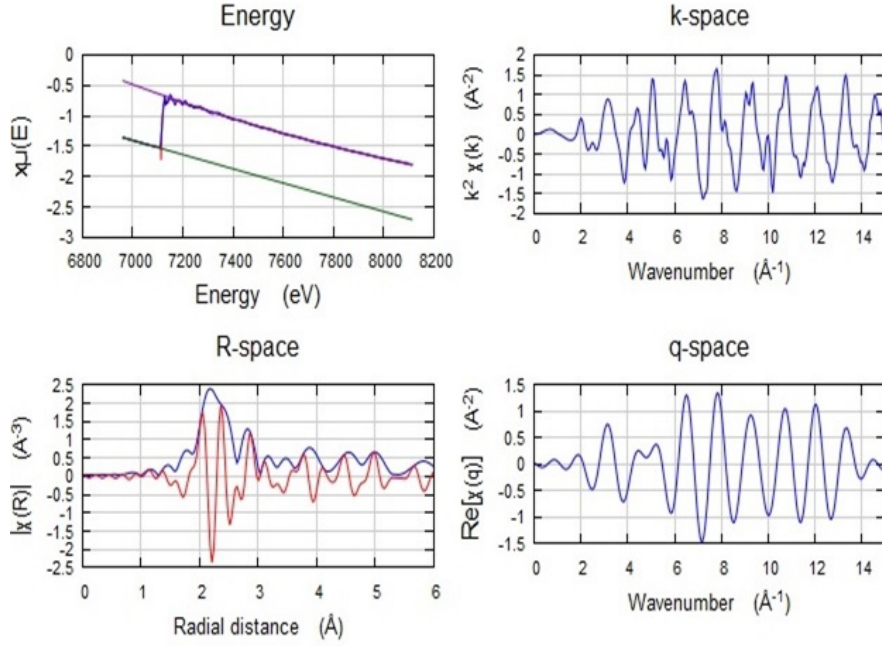 Energy
xμ(E)
0
-0.5
-1
-1.5
-2
-2.5
-3
6800 7000 7200 7400 7600 7800 8000 8200
Energy (eV)
k-space
k² χ(k) (A⁻²)
2
1.5
1
0.5
0
-0.5
-1
-1.5
-2
0 2 4 6 8 10 12 14
Wavenumber (Å⁻¹)
R-space
|χ(R)| (A⁻³)
2.5
2
1.5
1
0.5
0
-0.5
-1
-1.5
-2
-2.5
0 1 2 3 4 5 6
Radial distance (Å)
q-space
Re[χ(q)] (A⁻²)
1.5
1
0.5
0
-0.5
-1
-1.5
0 2 4 6 8 10 12 14
Wavenumber (Å⁻¹)